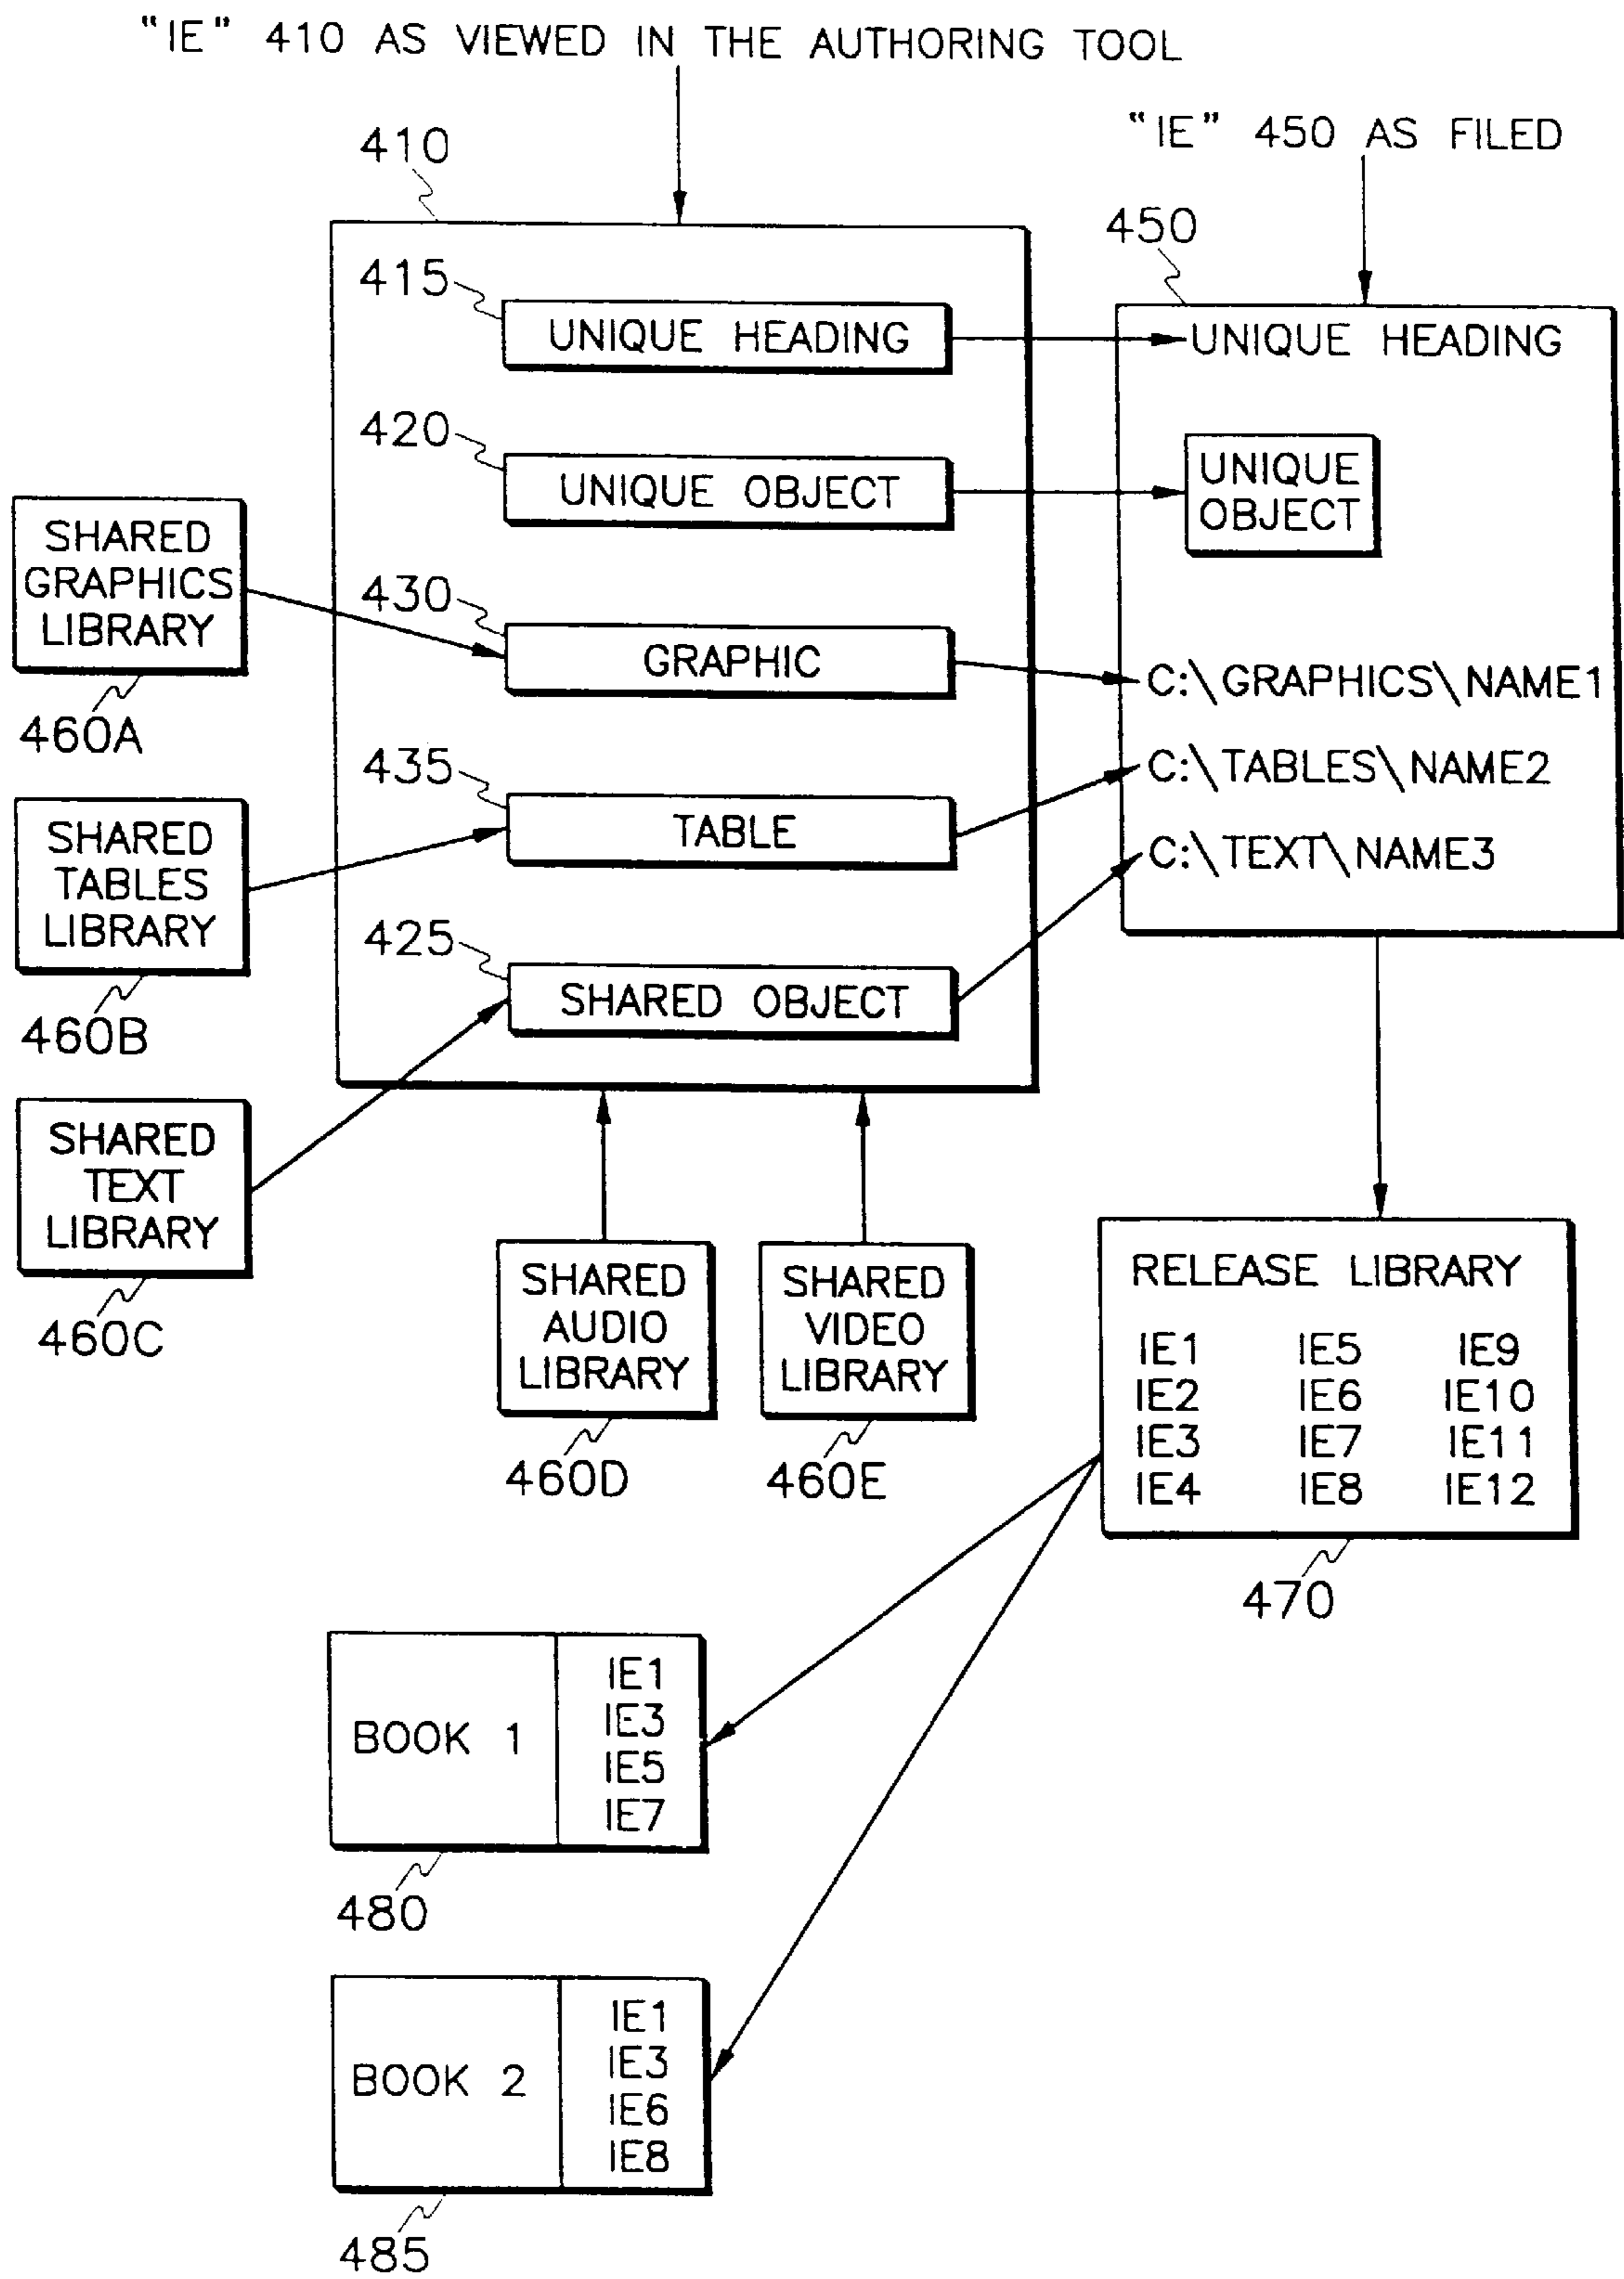 "IE" 410 AS VIEWED IN THE AUTHORING TOOL
"IE" 450 AS FILED
410
450
415
UNIQUE HEADING
UNIQUE HEADING
420
UNIQUE OBJECT
UNIQUE
OBJECT
SHARED
GRAPHICS
LIBRARY
460A
430
GRAPHIC
C:\GRAPHICS\NAME1
435
TABLE
C:\TABLES\NAME2
SHARED
TABLES
LIBRARY
460B
C:\TEXT\NAME3
425
SHARED OBJECT
SHARED
TEXT
LIBRARY
460C
SHARED
AUDIO
LIBRARY
460D
SHARED
VIDEO
LIBRARY
460E
RELEASE LIBRARY
IE1 IE5 IE9
IE2 IE6 IE10
IE3 IE7 IE11
IE4 IE8 IE12
470
BOOK 1
IE1
IE3
IE5
IE7
480
BOOK 2
IE1
IE3
IE6
IE8
485